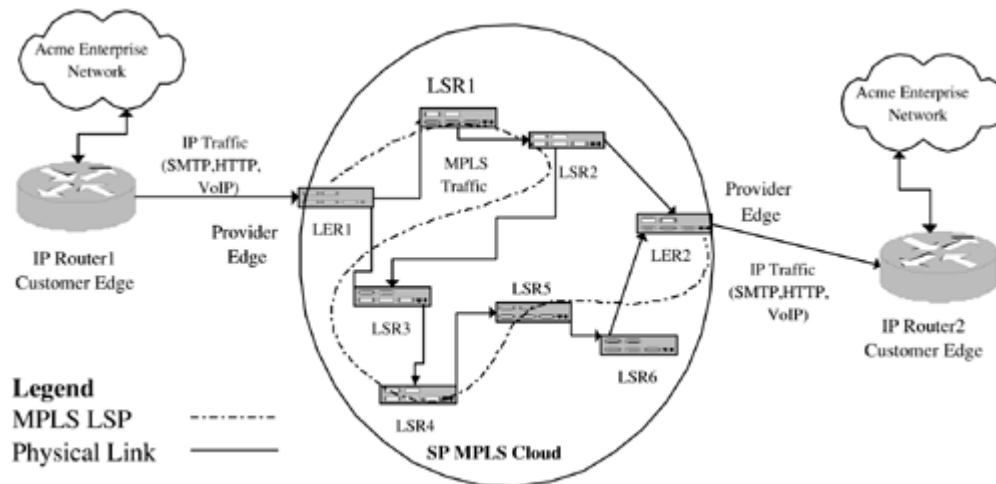 Acme Enterprise
Network
IP Router1
Customer Edge
IP Traffic
(SMTP,HTTP,
VoIP)
Provider
Edge
LER1
LSR1
MPLS
Traffic
LSR2
LSR3
LSR4
LSR5
LSR6
LER2
SP MPLS Cloud
Provider
Edge
IP Traffic
(SMTP,HTTP,
VoIP)
Acme Enterprise
Network
IP Router2
Customer Edge
Legend
MPLS LSP
Physical Link